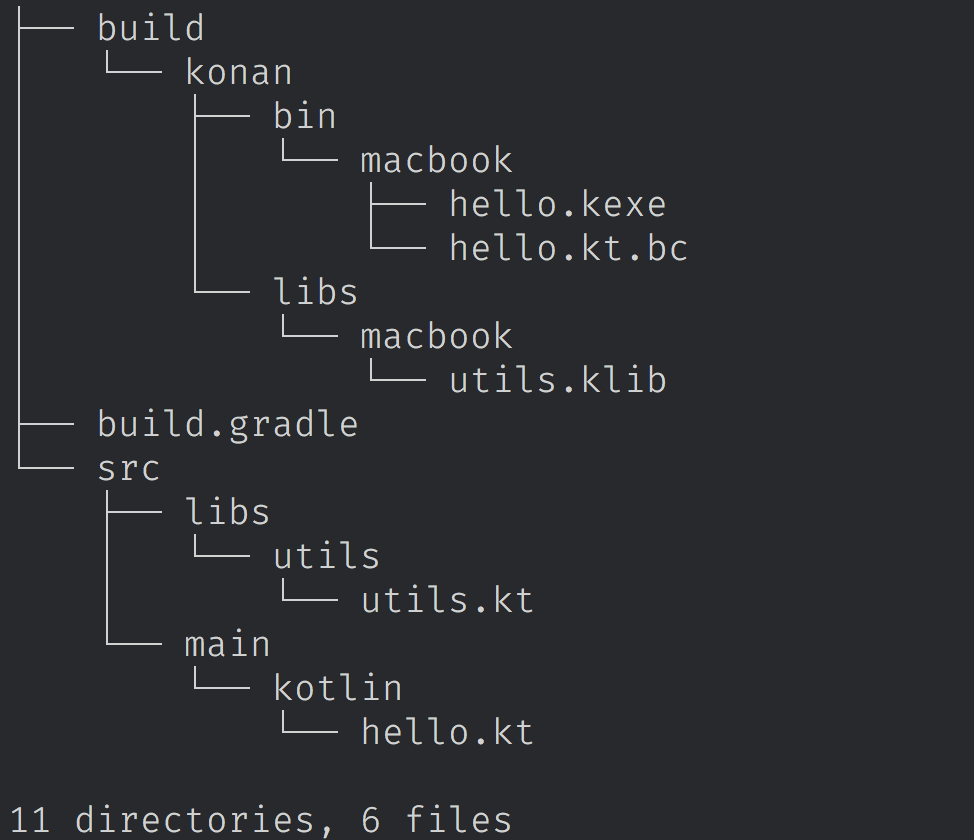 ├── build
│   └── konan
│       ├── bin
│       │   └── macbook
│       │       ├── hello.kexe
│       │       └── hello.kt.bc
│       └── libs
│           └── macbook
│               └── utils.klib
├── build.gradle
└── src
    ├── libs
    │   └── utils
    │       └── utils.kt
    └── main
        └── kotlin
            └── hello.kt

11 directories, 6 files